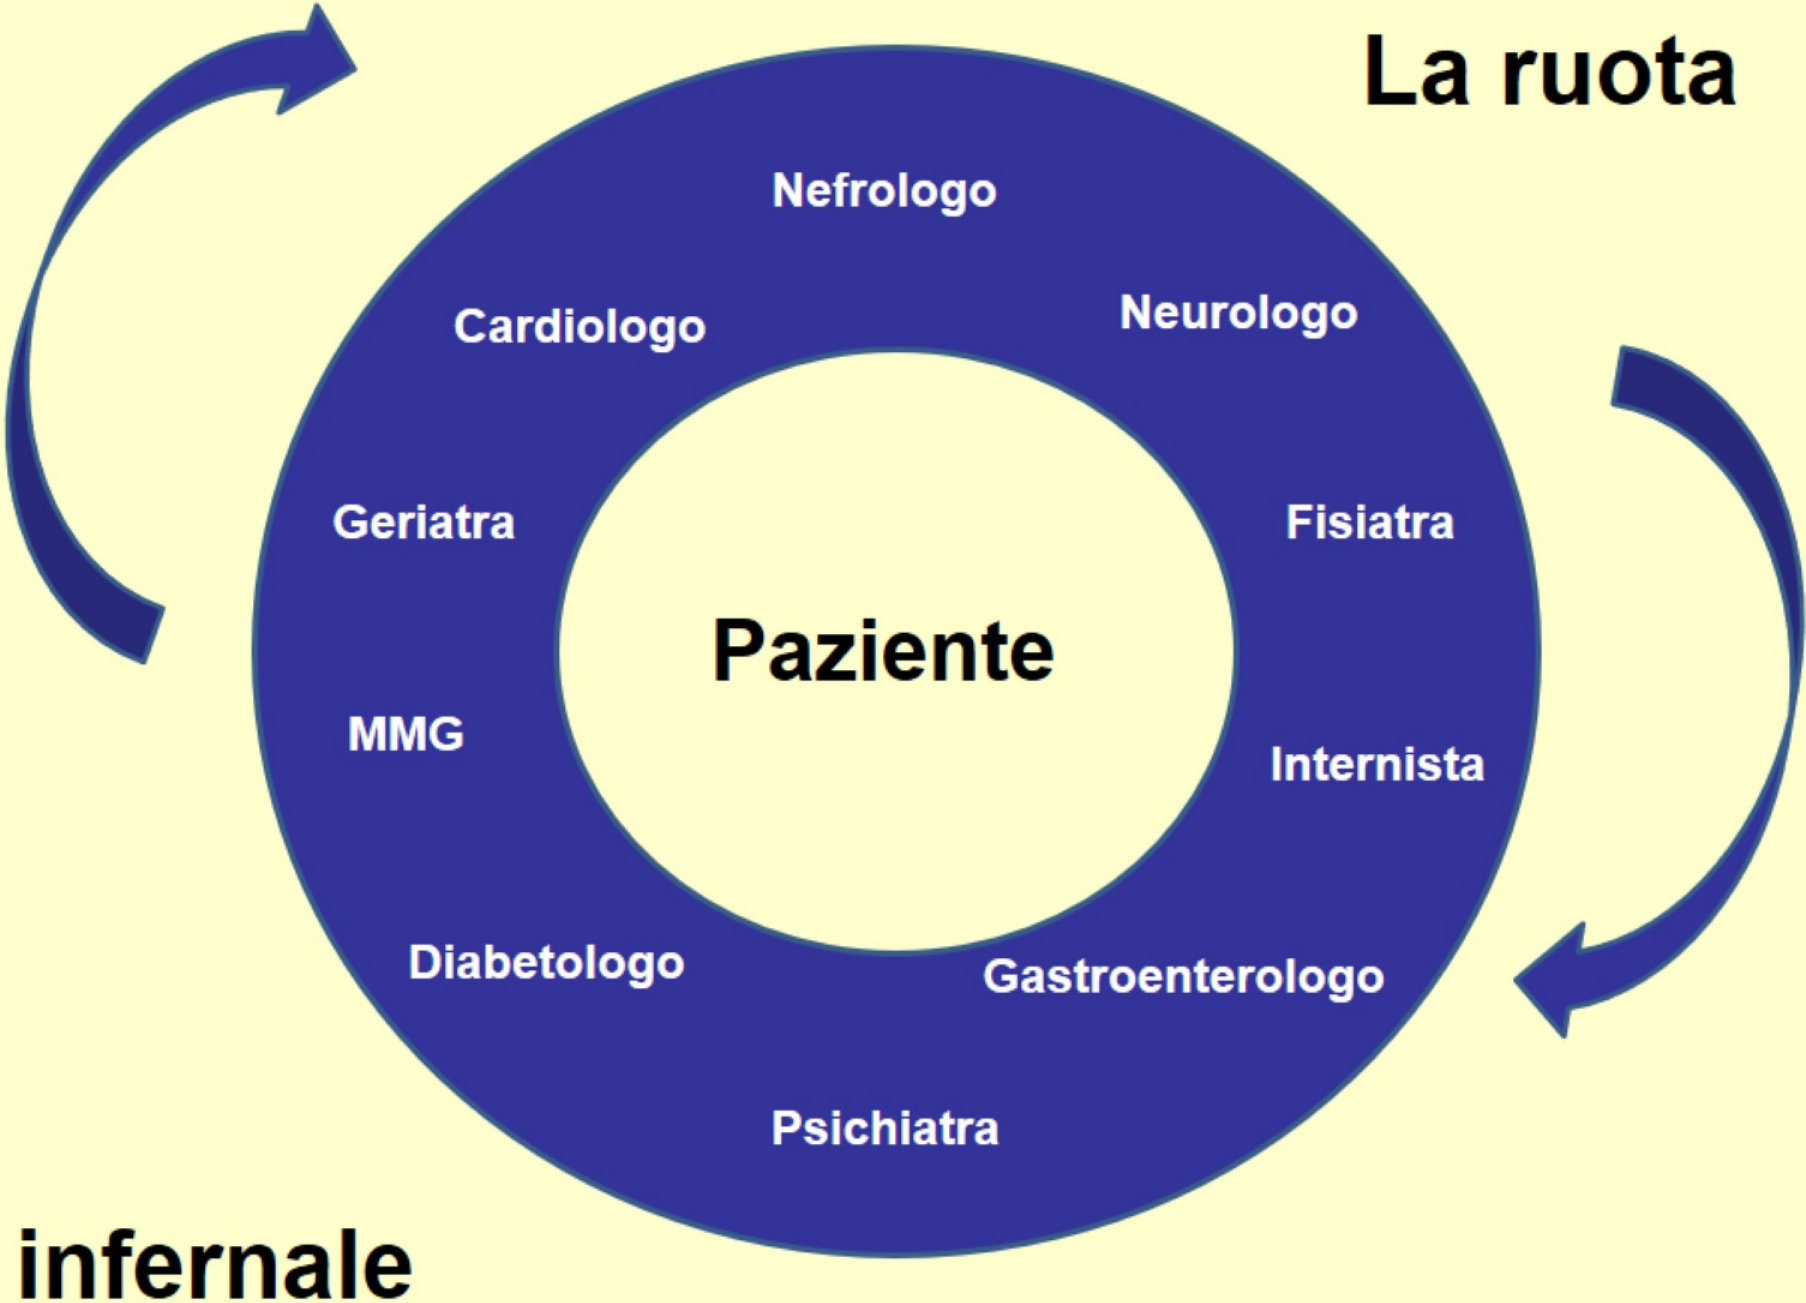 La ruota
Nefrologo
Neurologo
Cardiologo
Geriatra
Fisiatra
Paziente
MMG
Internista
Diabetologo
Gastroenterologo
Psichiatra
infernale